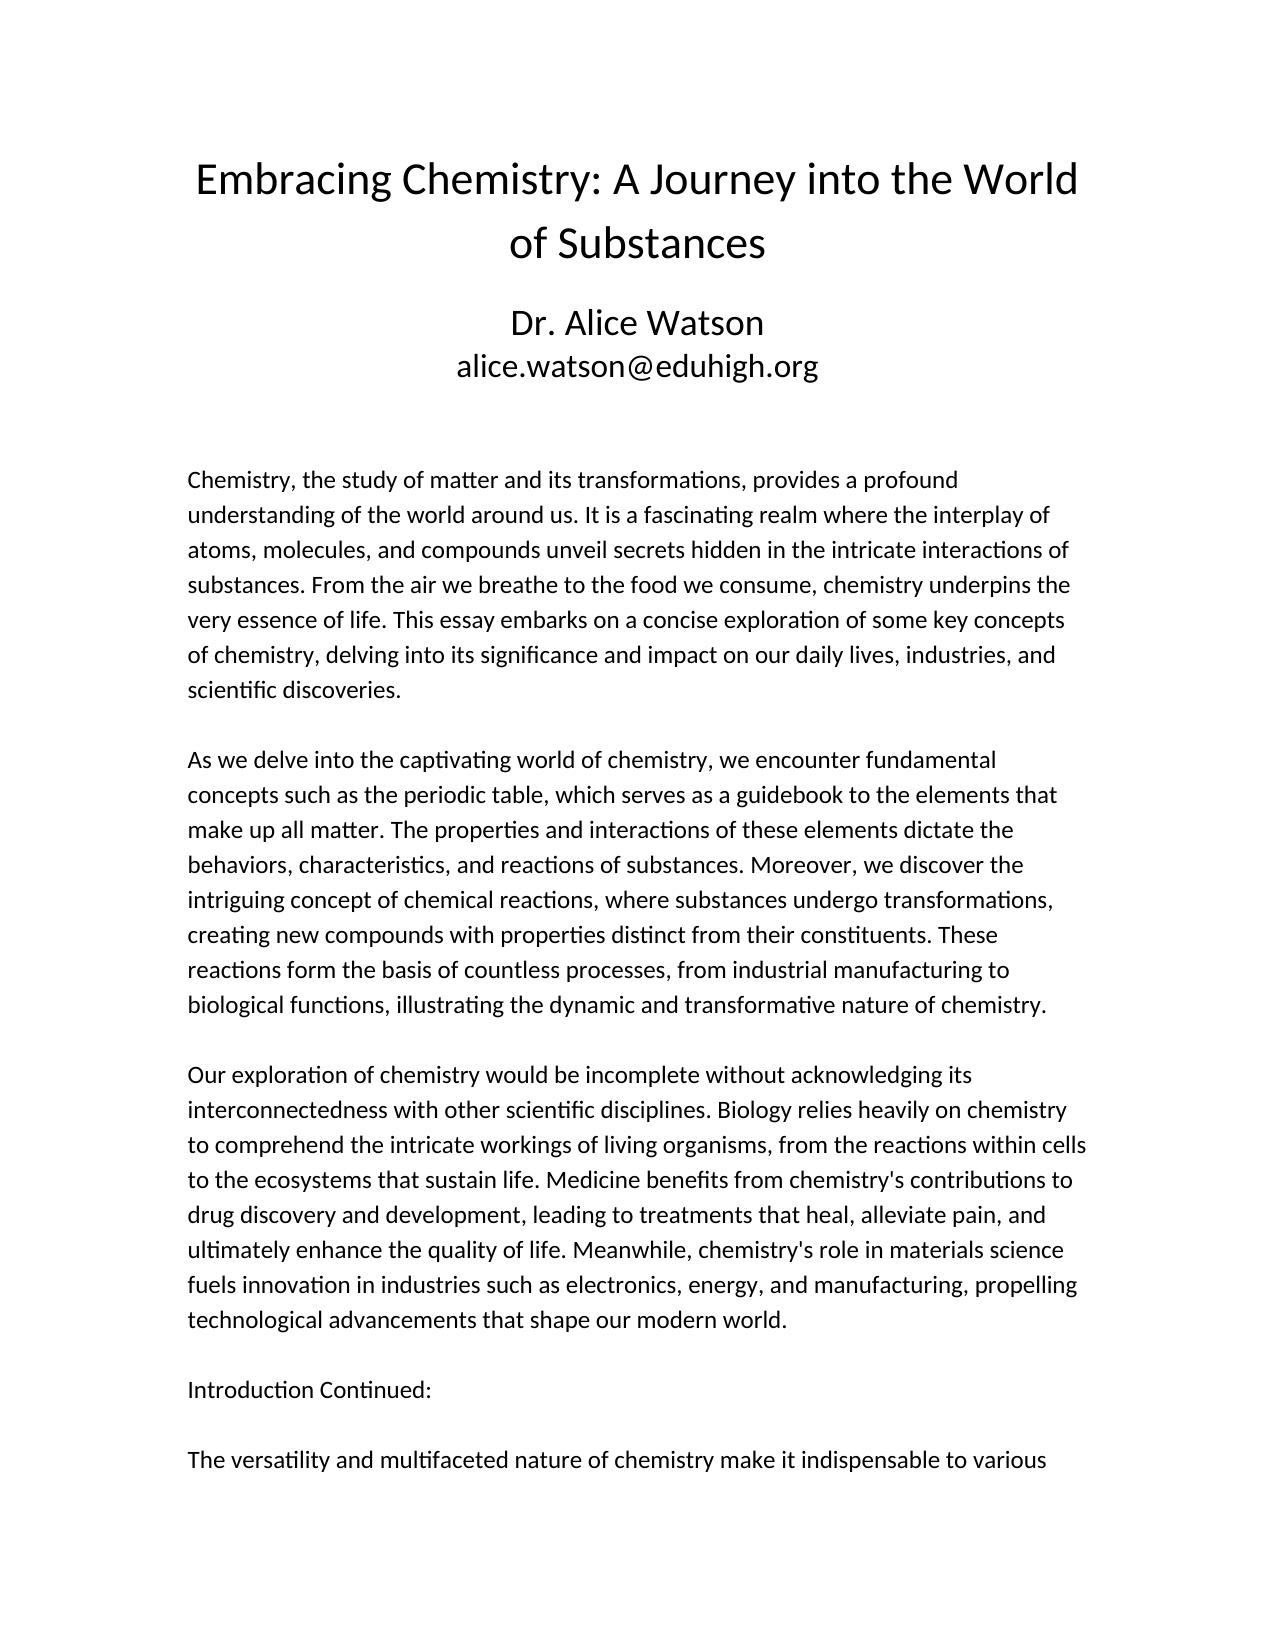 Embracing Chemistry: A Journey into the World
of Substances
Dr. Alice Watson
alice.watson@eduhigh.org
Chemistry, the study of matter and its transformations, provides a profound
understanding of the world around us. It is a fascinating realm where the interplay of
atoms, molecules, and compounds unveil secrets hidden in the intricate interactions of
substances. From the air we breathe to the food we consume, chemistry underpins the
very essence of life. This essay embarks on a concise exploration of some key concepts
of chemistry, delving into its significance and impact on our daily lives, industries, and
scientific discoveries.
As we delve into the captivating world of chemistry, we encounter fundamental
concepts such as the periodic table, which serves as a guidebook to the elements that
make up all matter. The properties and interactions of these elements dictate the
behaviors, characteristics, and reactions of substances. Moreover, we discover the
intriguing concept of chemical reactions, where substances undergo transformations,
creating new compounds with properties distinct from their constituents. These
reactions form the basis of countless processes, from industrial manufacturing to
biological functions, illustrating the dynamic and transformative nature of chemistry.
Our exploration of chemistry would be incomplete without acknowledging its
interconnectedness with other scientific disciplines. Biology relies heavily on chemistry
to comprehend the intricate workings of living organisms, from the reactions within cells
to the ecosystems that sustain life. Medicine benefits from chemistry's contributions to
drug discovery and development, leading to treatments that heal, alleviate pain, and
ultimately enhance the quality of life. Meanwhile, chemistry's role in materials science
fuels innovation in industries such as electronics, energy, and manufacturing, propelling
technological advancements that shape our modern world.
Introduction Continued:
The versatility and multifaceted nature of chemistry make it indispensable to various